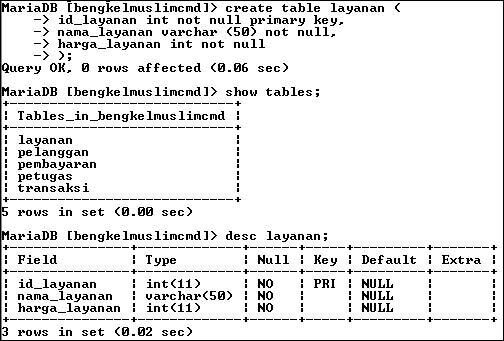 MariaDB [bengkelmuslimcmd]> create table layanan (
    -> id_layanan int not null primary key,
    -> nama_layanan varchar (50) not null,
    -> harga_layanan int not null
    -> );
Query OK, 0 rows affected (0.06 sec)

MariaDB [bengkelmuslimcmd]> show tables;
+----------------------------+
| Tables_in_bengkelmuslimcmd |
+----------------------------+
| layanan                    |
| pelanggan                  |
| pembayaran                 |
| petugas                    |
| transaksi                  |
+----------------------------+
5 rows in set (0.00 sec)

MariaDB [bengkelmuslimcmd]> desc layanan;
+---------------+-------------+------+-----+---------+-------+
| Field         | Type        | Null | Key | Default | Extra |
+---------------+-------------+------+-----+---------+-------+
| id_layanan    | int(11)     | NO   | PRI | NULL    |       |
| nama_layanan  | varchar(50) | NO   |     | NULL    |       |
| harga_layanan | int(11)     | NO   |     | NULL    |       |
+---------------+-------------+------+-----+---------+-------+
3 rows in set (0.02 sec)